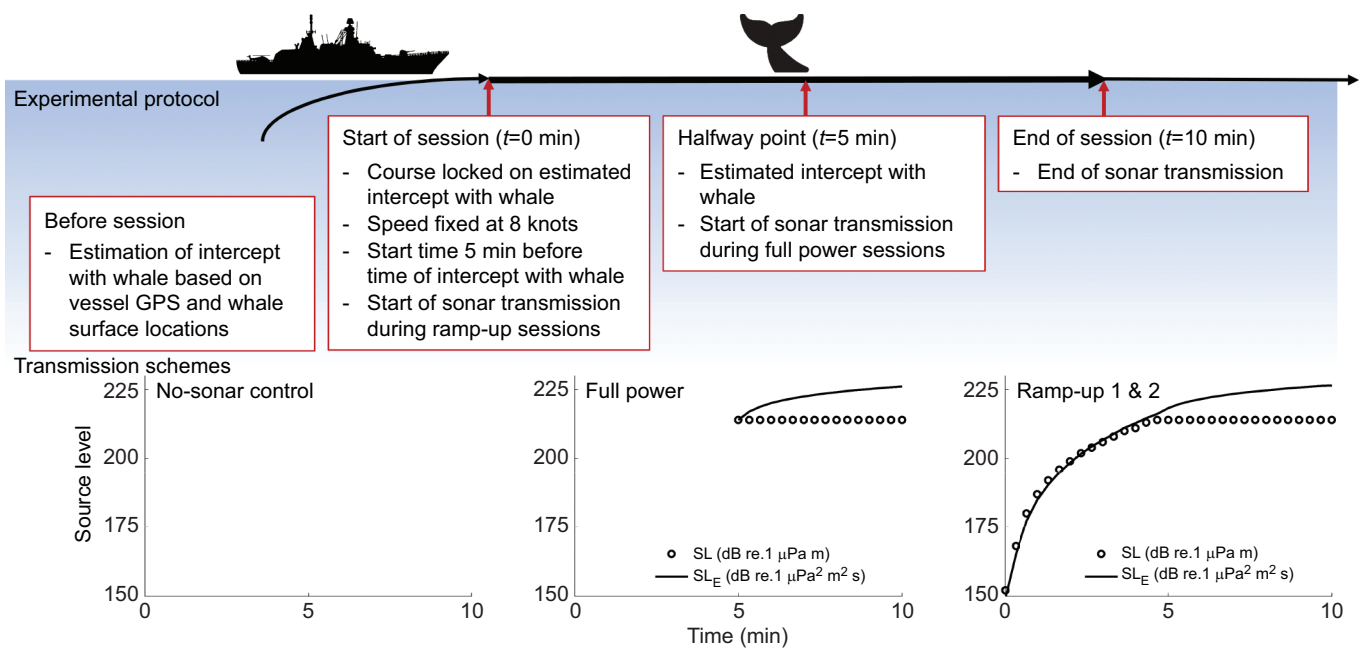 Experimental protocol
Before session
- Estimation of intercept
with whale based on
vessel GPS and whale
surface locations
Start of session (t=0 min)
- Course locked on estimated
intercept with whale
- Speed fixed at 8 knots
- Start time 5 min before
time of intercept with whale
- Start of sonar transmission
during ramp-up sessions
Halfway point (t=5 min)
- Estimated intercept with
whale
- Start of sonar transmission
during full power sessions
End of session (t=10 min)
- End of sonar transmission
Transmission schemes
Source level
225
200
175
150
No-sonar control
0
5
10
225
200
175
150
Full power
SL (dB re.1 μPa m)
SLE (dB re.1 μPa² m² s)
0
5
10
Time (min)
225
200
175
150
Ramp-up 1 & 2
SL (dB re.1 μPa m)
SLE (dB re.1 μPa² m² s)
0
5
10